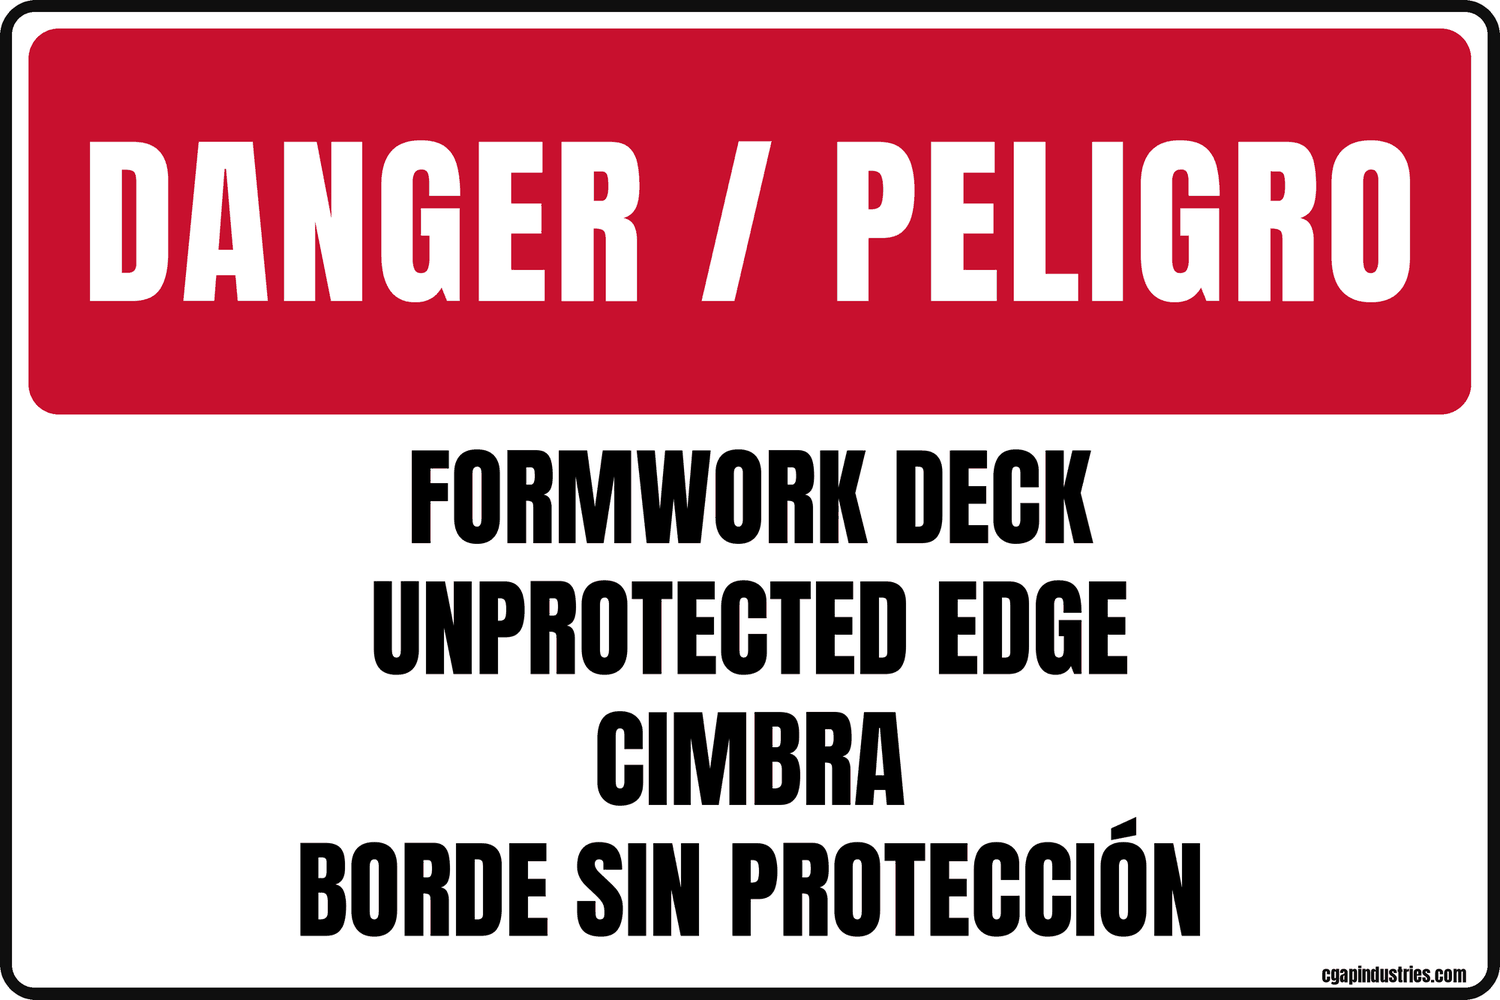 DANGER / PELIGRO
FORMWORK DECK
UNPROTECTED EDGE
CIMBRA
BORDE SIN PROTECCIÓN
cgapindustries.com